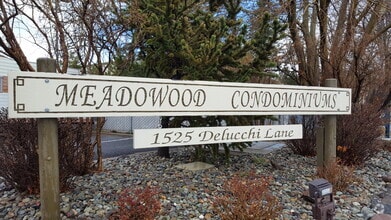 MEADOWOOD CONDOMINIUMS
1525 Delucchi Lane